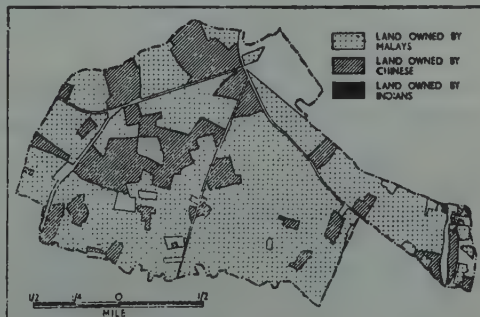 LAND OWNED BY
MALAYS
LAND OWNED BY
CHINESE
LAND OWNED BY
INDIANS
1/2 1/4 0 1/2
MILE